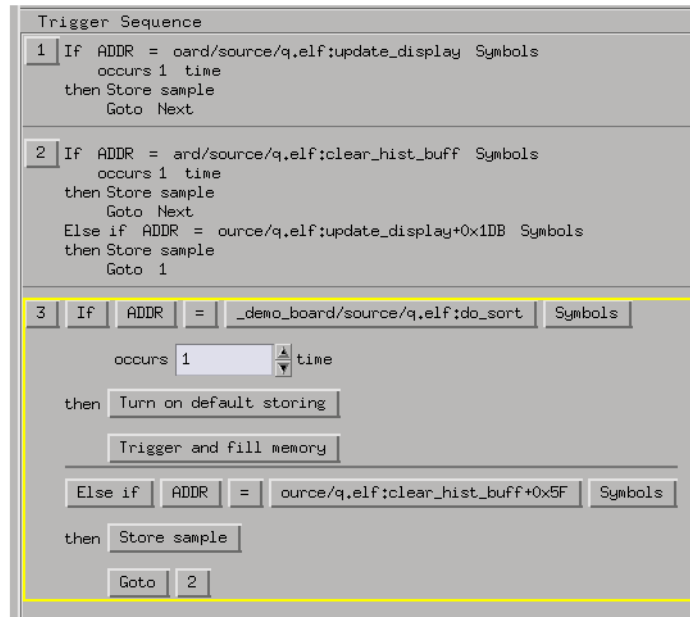 Trigger Sequence
1 If ADDR = oard/source/q.elf:update_display Symbols
occurs 1 time
then Store sample
Goto Next
2 If ADDR = ard/source/q.elf:clear_hist_buff Symbols
occurs 1 time
then Store sample
Goto Next
Else if ADDR = ource/q.elf:update_display+0x1DB Symbols
then Store sample
Goto 1
3 If ADDR = _demo_board/source/q.elf:do_sort Symbols
occurs 1 time
then Turn on default storing
Trigger and fill memory
Else if ADDR = ource/q.elf:clear_hist_buff+0x5F Symbols
then Store sample
Goto 2